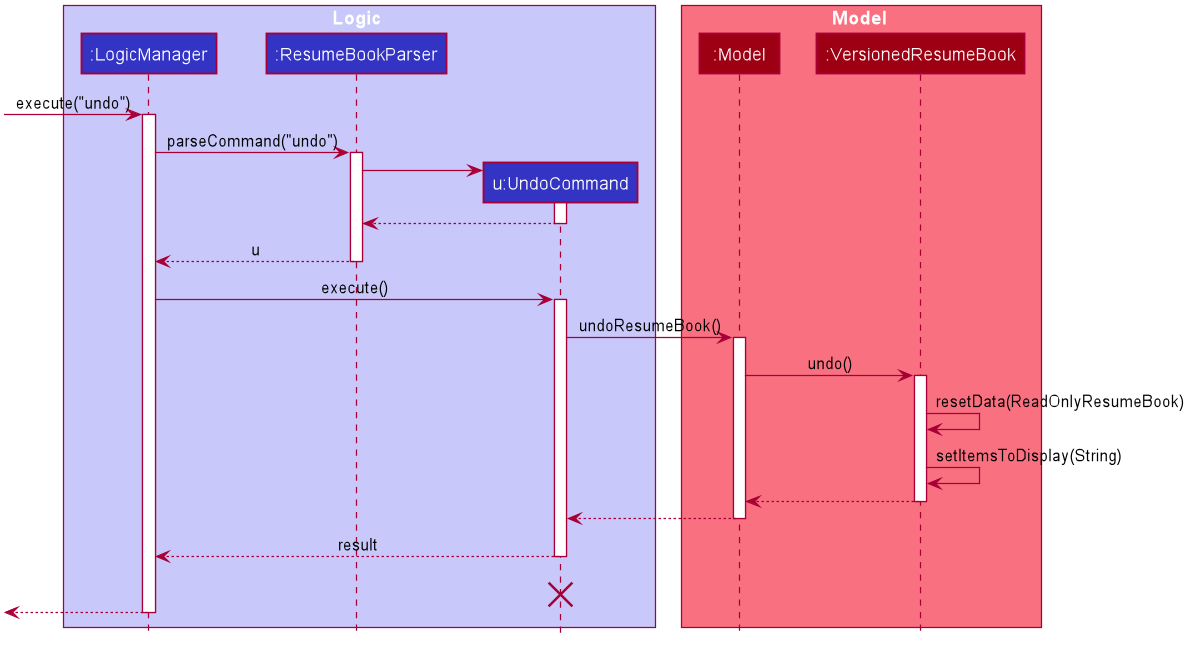 Logic
Model
:LogicManager
:ResumeBookParser
:Model
:VersionedResumeBook
execute("undo")
parseCommand("undo")
u:UndoCommand
u
execute()
undoResumeBook()
undo()
resetData(ReadOnlyResumeBook)
setItemsToDisplay(String)
result